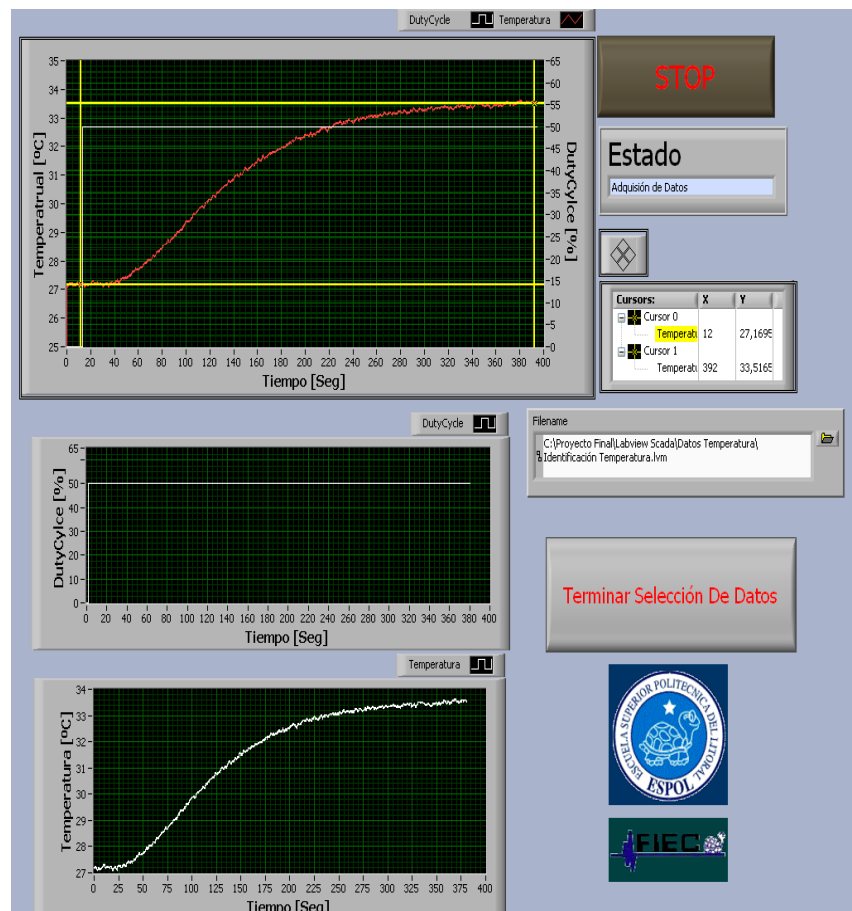 DutyCycle Temperatura
35
34
33
32
31
30
29
28
27
26
25
Temperatrual [ºC]
65
60
55
50
45
40
35
30
25
20
15
10
5
0
DutyCylce [%]
0 20 40 60 80 100 120 140 160 180 200 220 240 260 280 300 320 340 360 380 400
Tiempo [Seg]
STOP
Estado
Adquisión de Datos
Cursors: X Y
Cursor 0
Temperatu 12 27,1695
Cursor 1
Temperatu 392 33,5165
Filename
C:\Proyecto Final\Labview Scada\Datos Temperatura\
Identificación Temperatura.lvm
DutyCycle
65
50
40
30
20
10
0
DutyCylce [%]
0 20 40 60 80 100 120 140 160 180 200 220 240 260 280 300 320 340 360 380 400
Tiempo [Seg]
Terminar Selección De Datos
Temperatura
34
33
32
31
30
29
28
27
Temperatura [ºC]
0 25 50 75 100 125 150 175 200 225 250 275 300 325 350 375 400
Tiempo [Seg]
ESCUELA SUPERIOR POLITECNICA DEL LITORAL
ESPOL
FIEC